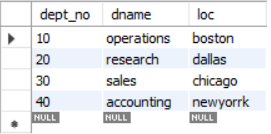 dept_no dname loc
10 operations boston
20 research dallas
30 sales chicago
40 accounting newyorrk
NULL NULL NULL